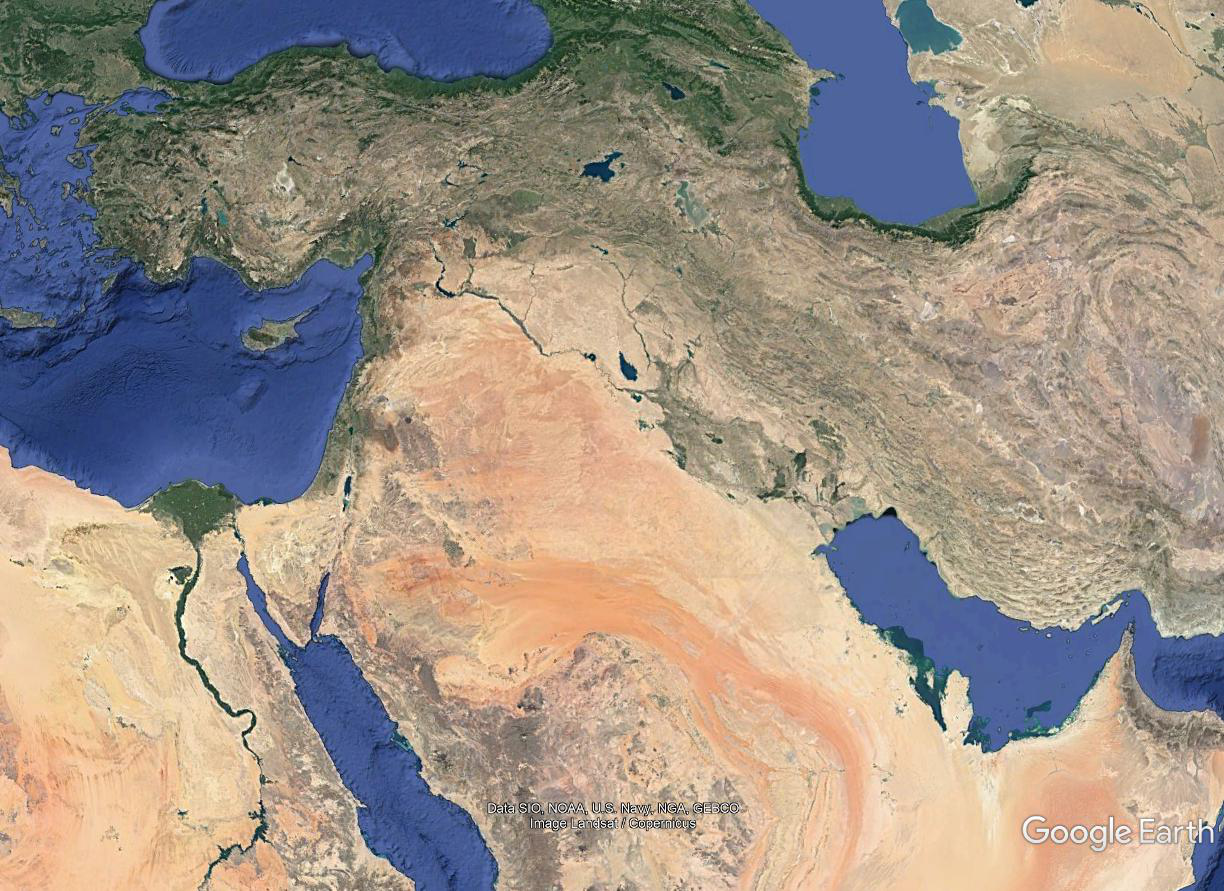 Data SIO, NOAA, U.S. Navy, NGA, GEBCO
Image Landsat / Copernicus
Google Earth